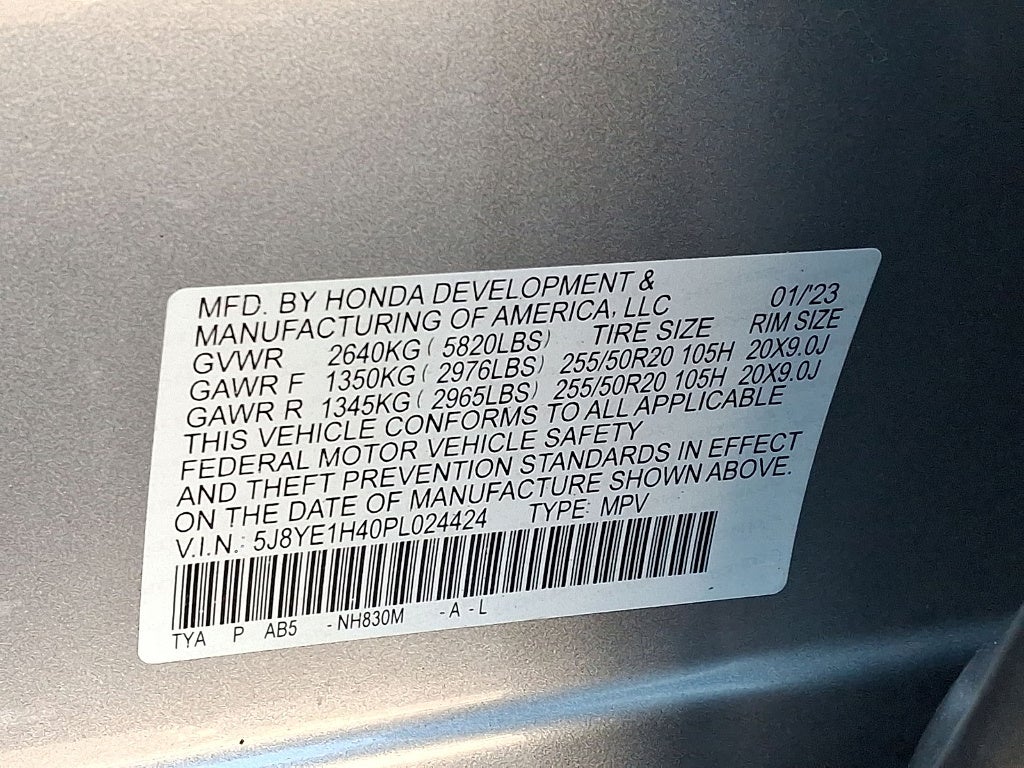 MFD. BY HONDA DEVELOPMENT &
MANUFACTURING OF AMERICA, LLC 01/'23
GVWR 2640KG ( 5820LBS) TIRE SIZE RIM SIZE
GAWR F 1350KG ( 2976LBS) 255/50R20 105H 20X9.0J
GAWR R 1345KG ( 2965LBS) 255/50R20 105H 20X9.0J
THIS VEHICLE CONFORMS TO ALL APPLICABLE
FEDERAL MOTOR VEHICLE SAFETY
AND THEFT PREVENTION STANDARDS IN EFFECT
ON THE DATE OF MANUFACTURE SHOWN ABOVE.
V.I.N.: 5J8YE1H40PL024424 TYPE: MPV
TYA P AB5 - NH830M - A - L